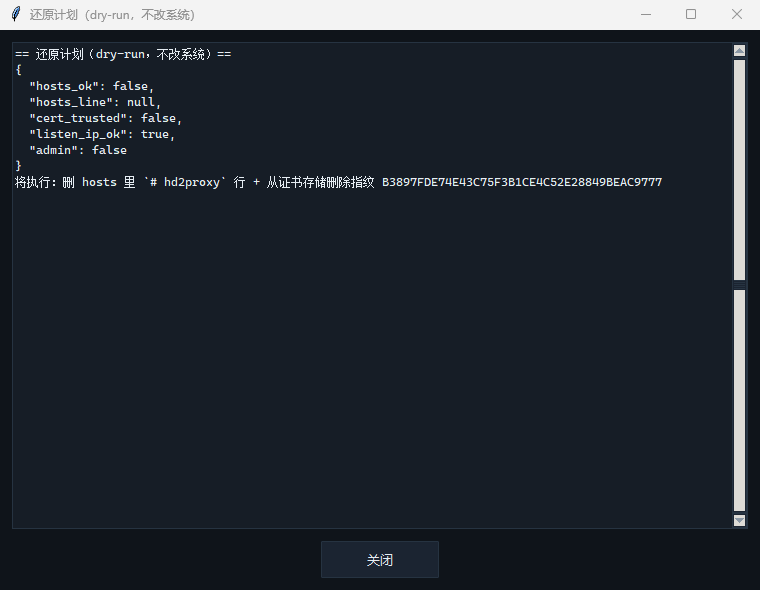 还原计划（dry-run，不改系统）
== 还原计划（dry-run，不改系统）==
{
  "hosts_ok": false,
  "hosts_line": null,
  "cert_trusted": false,
  "listen_ip_ok": true,
  "admin": false
}
将执行：删 hosts 里 `# hd2proxy` 行 + 从证书存储删除指纹 B3897FDE74E43C75F3B1CE4C52E28849BEAC9777
关闭